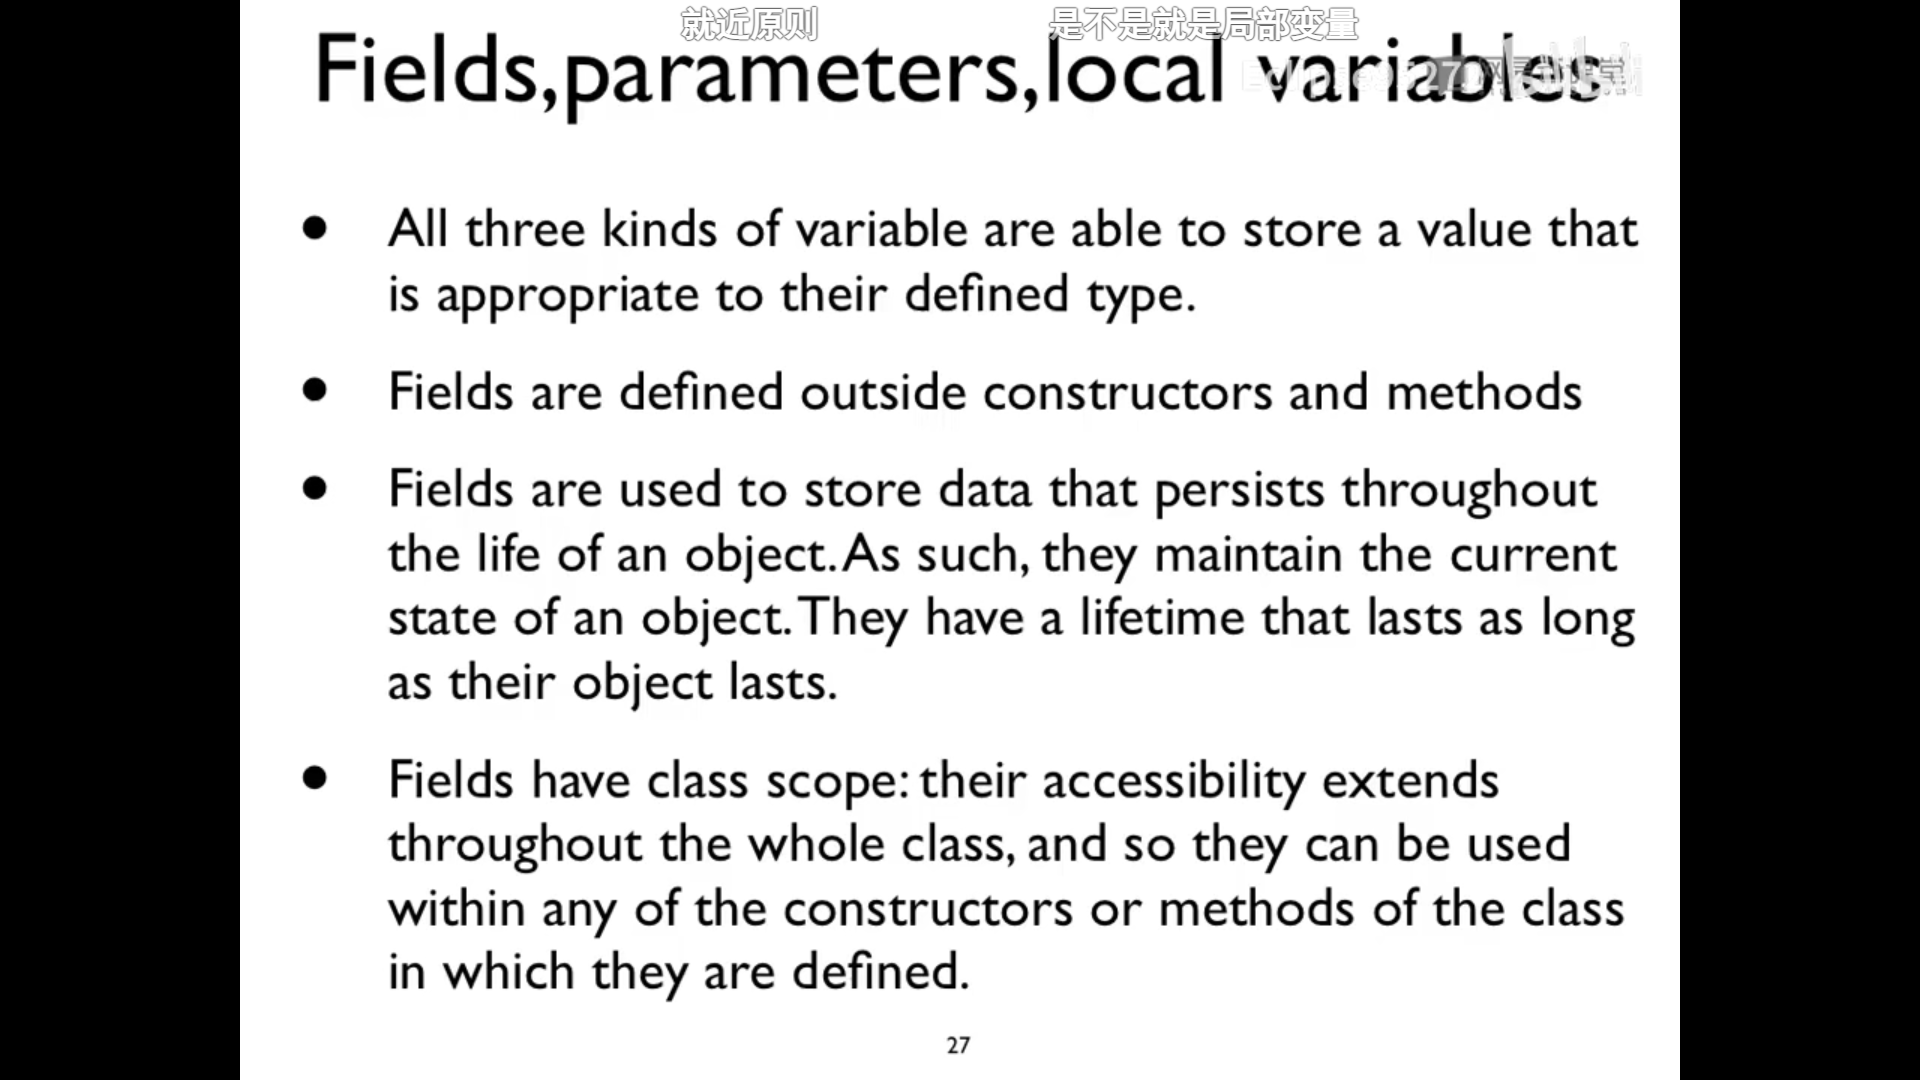 就近原则 是不是就是局部变量
Fields,parameters,local variables
• All three kinds of variable are able to store a value that
is appropriate to their defined type.
• Fields are defined outside constructors and methods
• Fields are used to store data that persists throughout
the life of an object. As such, they maintain the current
state of an object. They have a lifetime that lasts as long
as their object lasts.
• Fields have class scope: their accessibility extends
throughout the whole class, and so they can be used
within any of the constructors or methods of the class
in which they are defined.
27